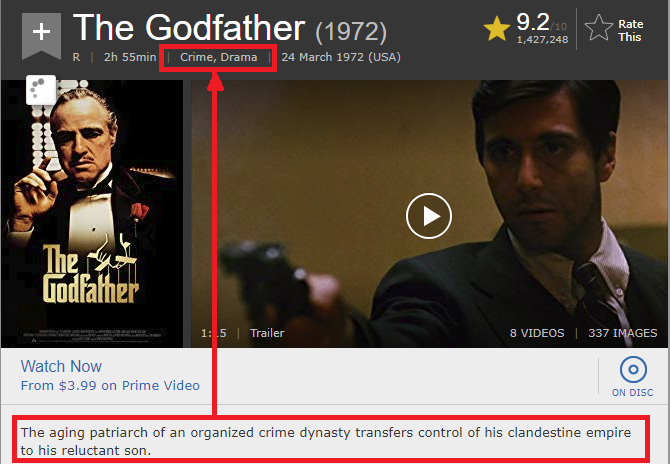 The Godfather (1972)
R | 2h 55min | Crime, Drama | 24 March 1972 (USA)
9.2/10
1,427,248
Rate
This
The
Godfather
1:15 | Trailer
8 VIDEOS | 337 IMAGES
Watch Now
From $3.99 on Prime Video
ON DISC
The aging patriarch of an organized crime dynasty transfers control of his clandestine empire
to his reluctant son.